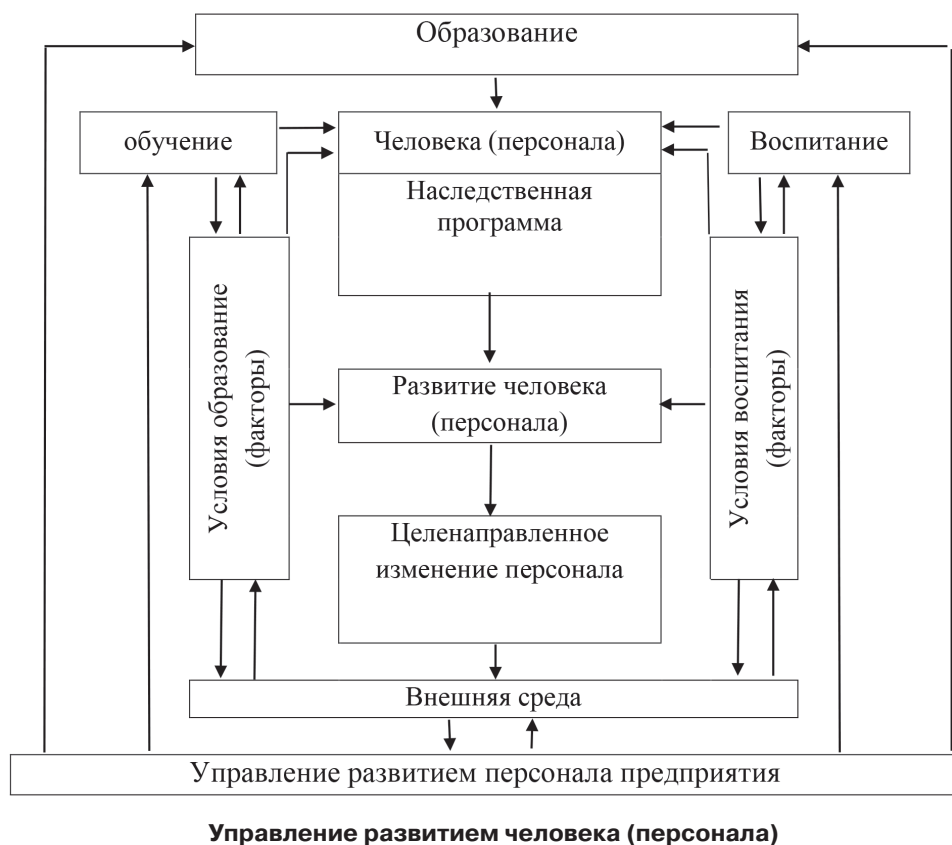 Образование
обучение
Человека (персонала)
Воспитание
Наследственная
программа
Условия образование
(факторы)
Развитие человека
(персонала)
Условия воспитания
(факторы)
Целенаправленное
изменение персонала
Внешняя среда
Управление развитием персонала предприятия
Управление развитием человека (персонала)